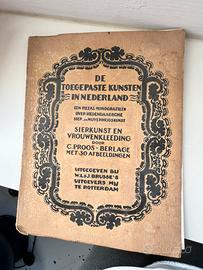 DE
TOEGEPASTE KUNSTEN
IN NEDERLAND
EEN REEKS MONOGRAFIEËN
OVER HEDENDAAGSCHE
SIER- EN NIJVERHEIDSKUNST
SIERKUNST EN
VROUWENKLEEDING
DOOR
C. PROOS-BERLAGE
MET 30 AFBEELDINGEN
UITGEGEVEN BIJ
W.L. & J. BRUSSE'S
UITGEVERS MIJ
TE ROTTERDAM